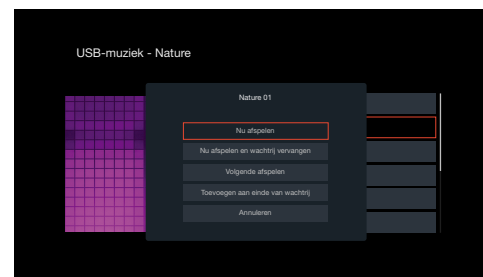 USB-muziek - Nature
Nature 01
Nu afspelen
Nu afspelen en wachtrij vervangen
Volgende afspelen
Toevoegen aan einde van wachtrij
Annuleren